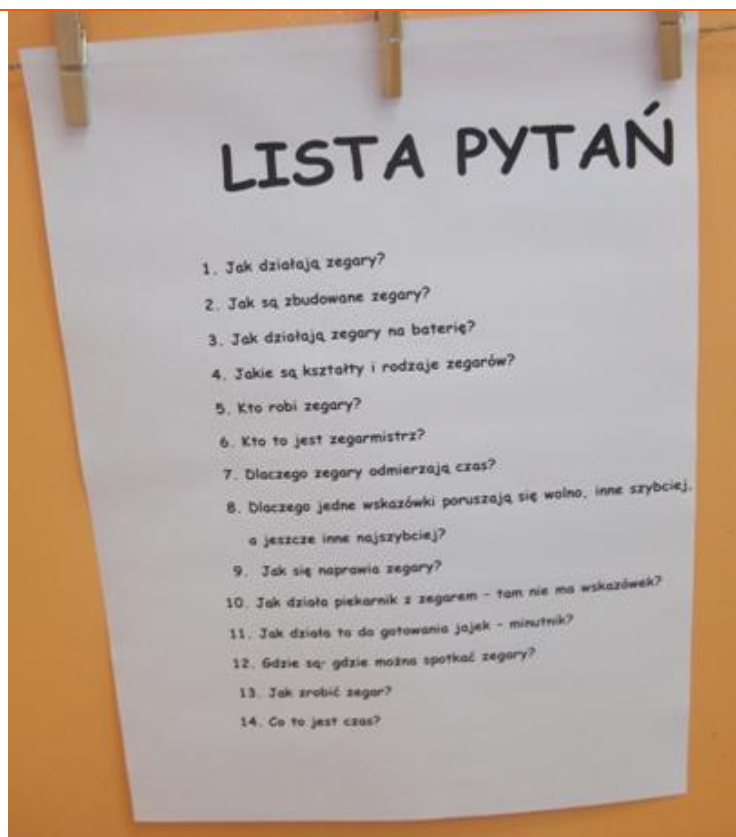 LISTA PYTAŃ
1. Jak działają zegary?
2. Jak są zbudowane zegary?
3. Jak działają zegary na baterię?
4. Jakie są kształty i rodzaje zegarów?
5. Kto robi zegary?
6. Kto to jest zegarmistrz?
7. Dlaczego zegary odmierzają czas?
8. Dlaczego jedne wskazówki poruszają się wolno, inne szybciej,
a jeszcze inne najszybciej?
9. Jak się naprawia zegary?
10. Jak działa piekarnik z zegarem - tam nie ma wskazówek?
11. Jak działa to do gotowania jajek - minutnik?
12. Gdzie są- gdzie można spotkać zegary?
13. Jak zrobić zegar?
14. Co to jest czas?